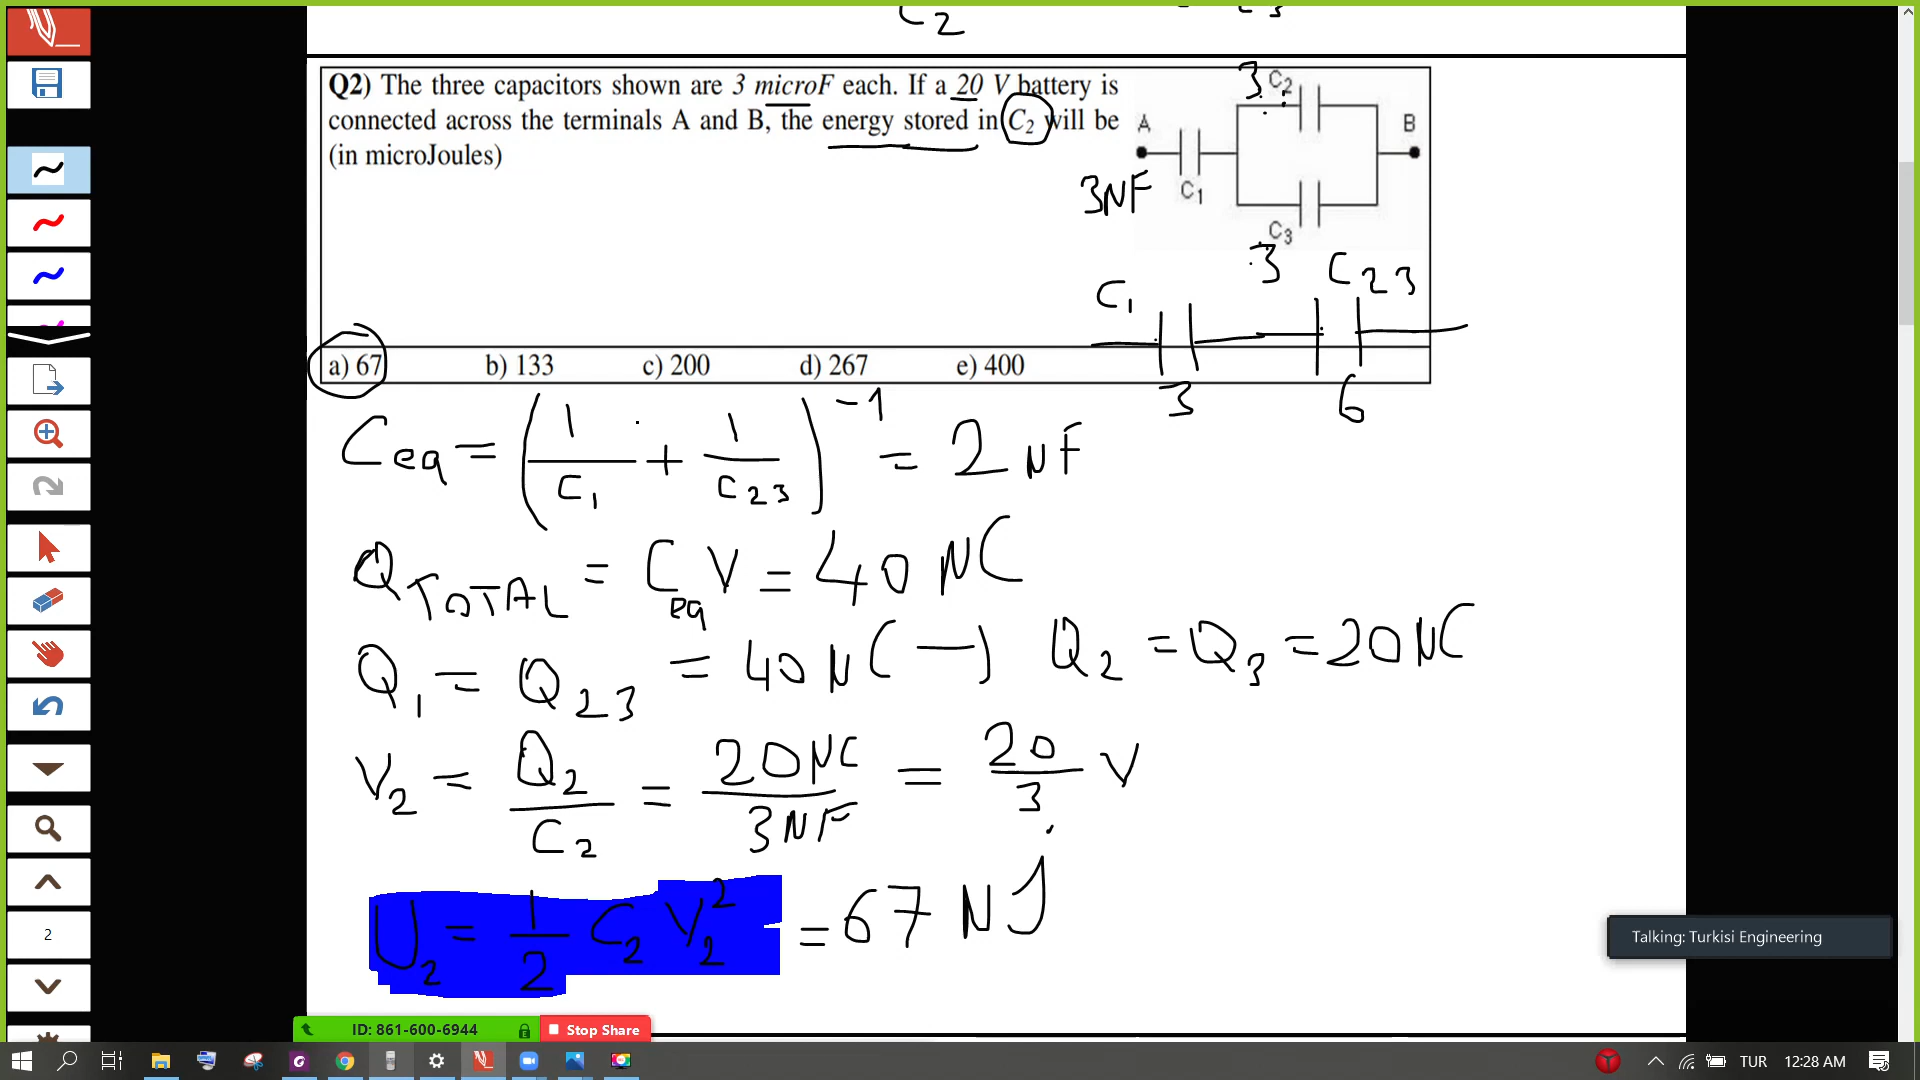 C2
Q2) The three capacitors shown are 3 microF each. If a 20 V battery is
connected across the terminals A and B, the energy stored in C2 will be
(in microJoules)
3 C2
A B
3NF C1
C3
3
C1 C23
3 6
a) 67 b) 133 c) 200 d) 267 e) 400
Ceq = (1/C1 + 1/C23)^-1 = 2 NF
QTOTAL = Ceq V = 40 NC
Q1 = Q23 = 40 NC → Q2 = Q3 = 20 NC
V2 = Q2/C2 = 20NC/3NF = 20/3 V
U2 = 1/2 C2 V2^2 = 67 NJ
Talking: Turkisi Engineering
2
ID: 861-600-6944 Stop Share
TUR 12:28 AM